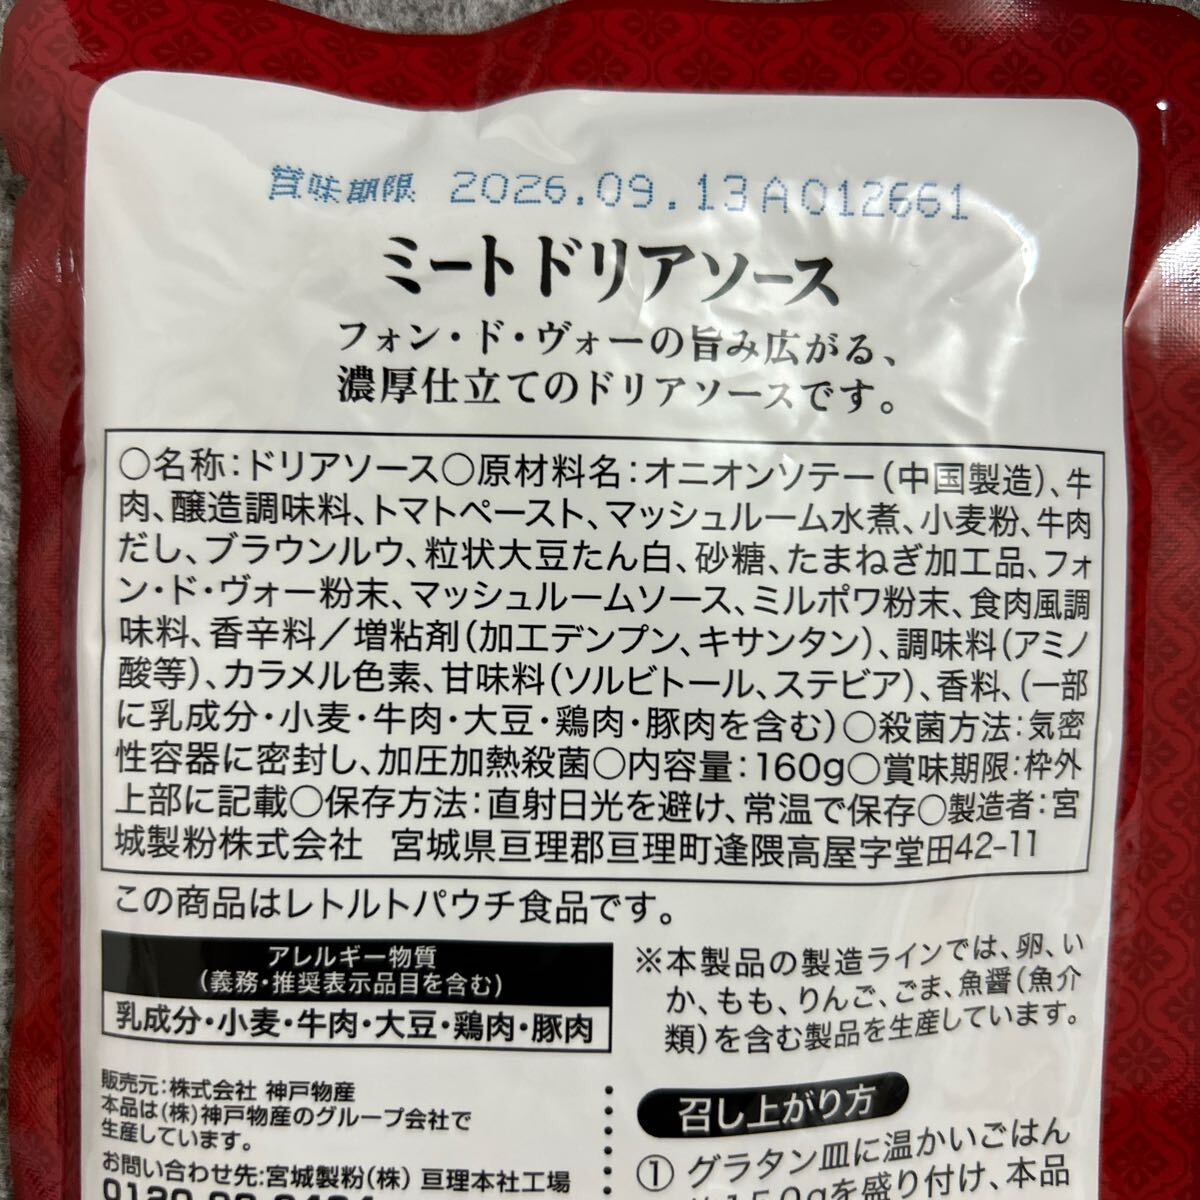 賞味期限 2026.09.13A012661
ミートドリアソース
フォン・ド・ヴォーの旨み広がる、
濃厚仕立てのドリアソースです。
○名称:ドリアソース○原材料名:オニオンソテー(中国製造)、牛
肉、醸造調味料、トマトペースト、マッシュルーム水煮、小麦粉、牛肉
だし、ブラウンルウ、粒状大豆たん白、砂糖、たまねぎ加工品、フォ
ン・ド・ヴォー粉末、マッシュルームソース、ミルポワ粉末、食肉風調
味料、香辛料/増粘剤(加工デンプン、キサンタン)、調味料(アミノ
酸等)、カラメル色素、甘味料(ソルビトール、ステビア)、香料、(一部
に乳成分・小麦・牛肉・大豆・鶏肉・豚肉を含む)○殺菌方法:気密
性容器に密封し、加圧加熱殺菌○内容量:160g○賞味期限:枠外
上部に記載○保存方法:直射日光を避け、常温で保存○製造者:宮
城製粉株式会社 宮城県亘理郡亘理町逢隈高屋字堂田42-11
この商品はレトルトパウチ食品です。
アレルギー物質
(義務・推奨表示品目を含む)
乳成分・小麦・牛肉・大豆・鶏肉・豚肉
※本製品の製造ラインでは、卵、い
か、もも、りんご、ごま、魚醤(魚介
類)を含む製品を生産しています。
販売元:株式会社 神戸物産
本品は(株)神戸物産のグループ会社で
生産しています。
お問い合わせ先:宮城製粉(株) 亘理本社工場
召し上がり方
① グラタン皿に温かいごはん
150gを盛り付け、本品